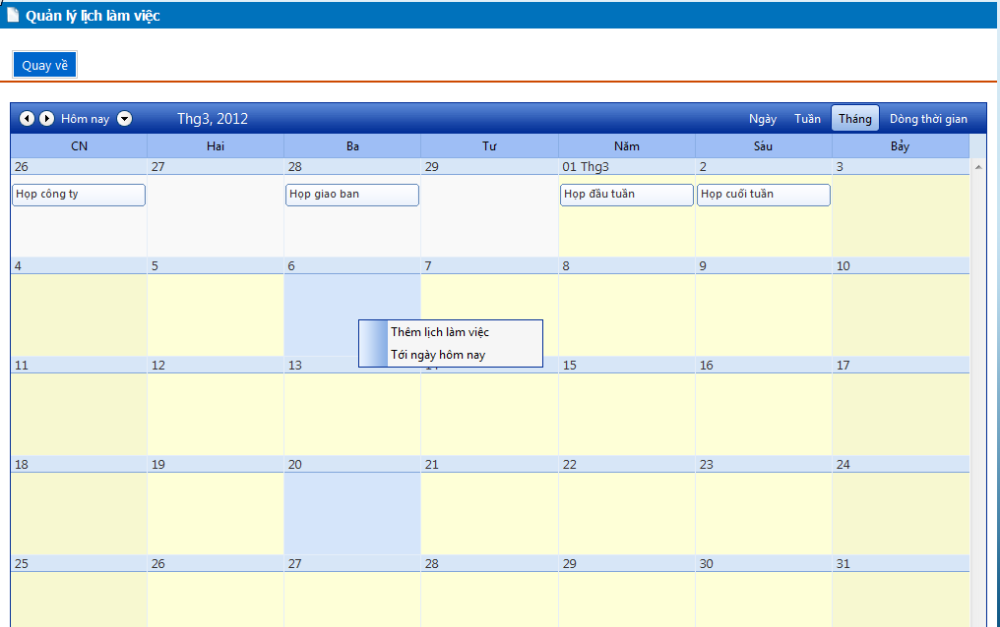 Quản lý lịch làm việc
Quay về
Hôm nay Thg3, 2012 Ngày Tuần Tháng Dòng thời gian
CN Hai Ba Tư Năm Sáu Bảy
26 27 28 29 01 Thg3 2 3
Họp công ty Họp giao ban Họp đầu tuần Họp cuối tuần
4 5 6 7 8 9 10
Thêm lịch làm việc
Tới ngày hôm nay
11 12 13 15 16 17
18 19 20 21 22 23 24
25 26 27 28 29 30 31